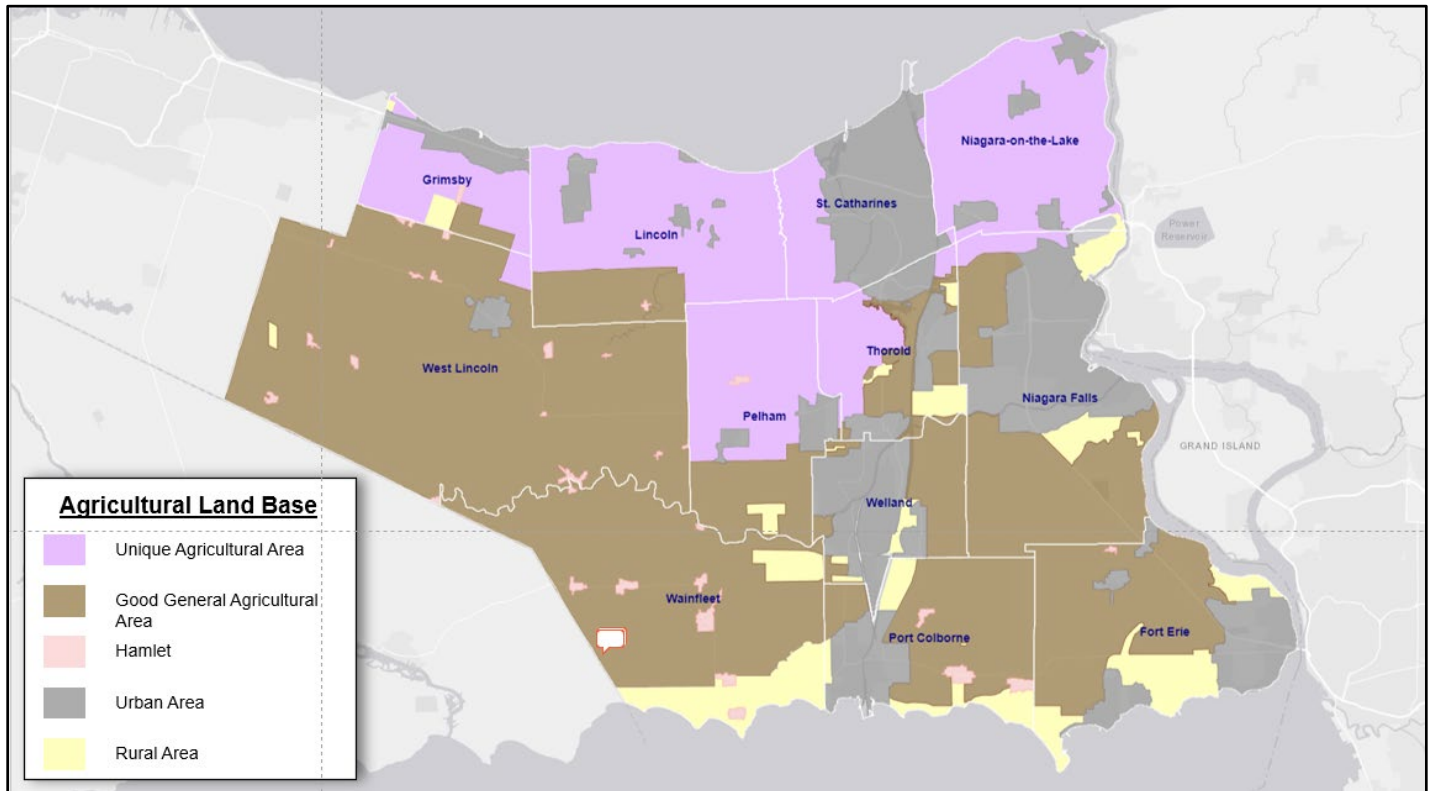 Niagara-on-the-Lake
Grimsby
St. Catharines
Lincoln
Power
Reservoir
Thorold
West Lincoln
Niagara Falls
Pelham
GRAND ISLAND
Welland
Wainfleet
Port Colborne
Fort Erie
Agricultural Land Base
Unique Agricultural Area
Good General Agricultural
Area
Hamlet
Urban Area
Rural Area